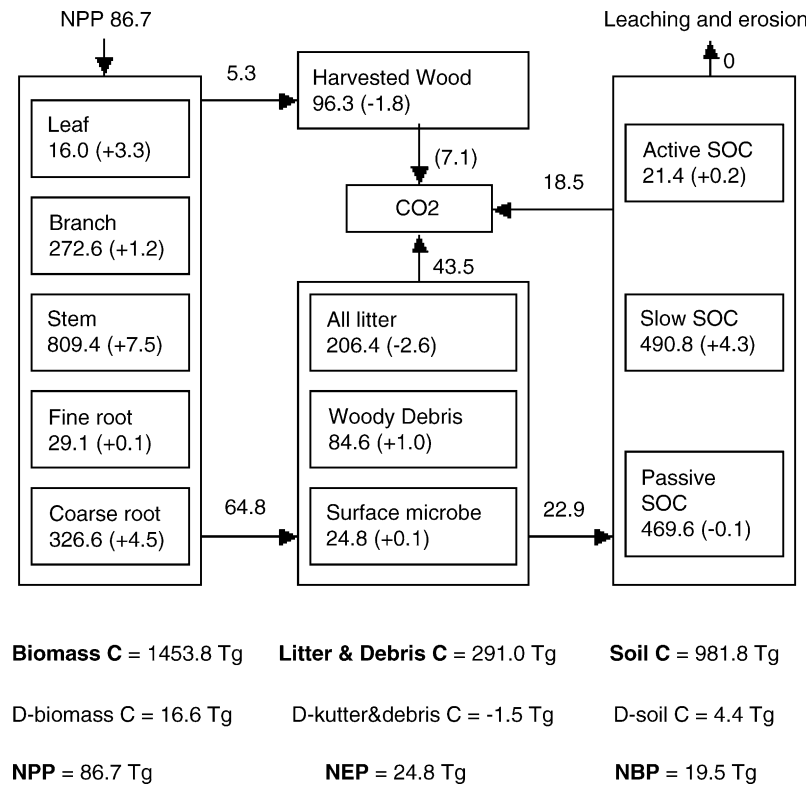 NPP 86.7
Leaching and erosion
0
5.3
Harvested Wood
96.3 (-1.8)
Leaf
16.0 (+3.3)
(7.1)
Active SOC
21.4 (+0.2)
18.5
CO2
Branch
272.6 (+1.2)
43.5
Stem
809.4 (+7.5)
All litter
206.4 (-2.6)
Slow SOC
490.8 (+4.3)
Fine root
29.1 (+0.1)
Woody Debris
84.6 (+1.0)
Passive
SOC
469.6 (-0.1)
Coarse root
326.6 (+4.5)
64.8
Surface microbe
24.8 (+0.1)
22.9
Biomass C = 1453.8 Tg
Litter & Debris C = 291.0 Tg
Soil C = 981.8 Tg
D-biomass C = 16.6 Tg
D-kutter&debris C = -1.5 Tg
D-soil C = 4.4 Tg
NPP = 86.7 Tg
NEP = 24.8 Tg
NBP = 19.5 Tg